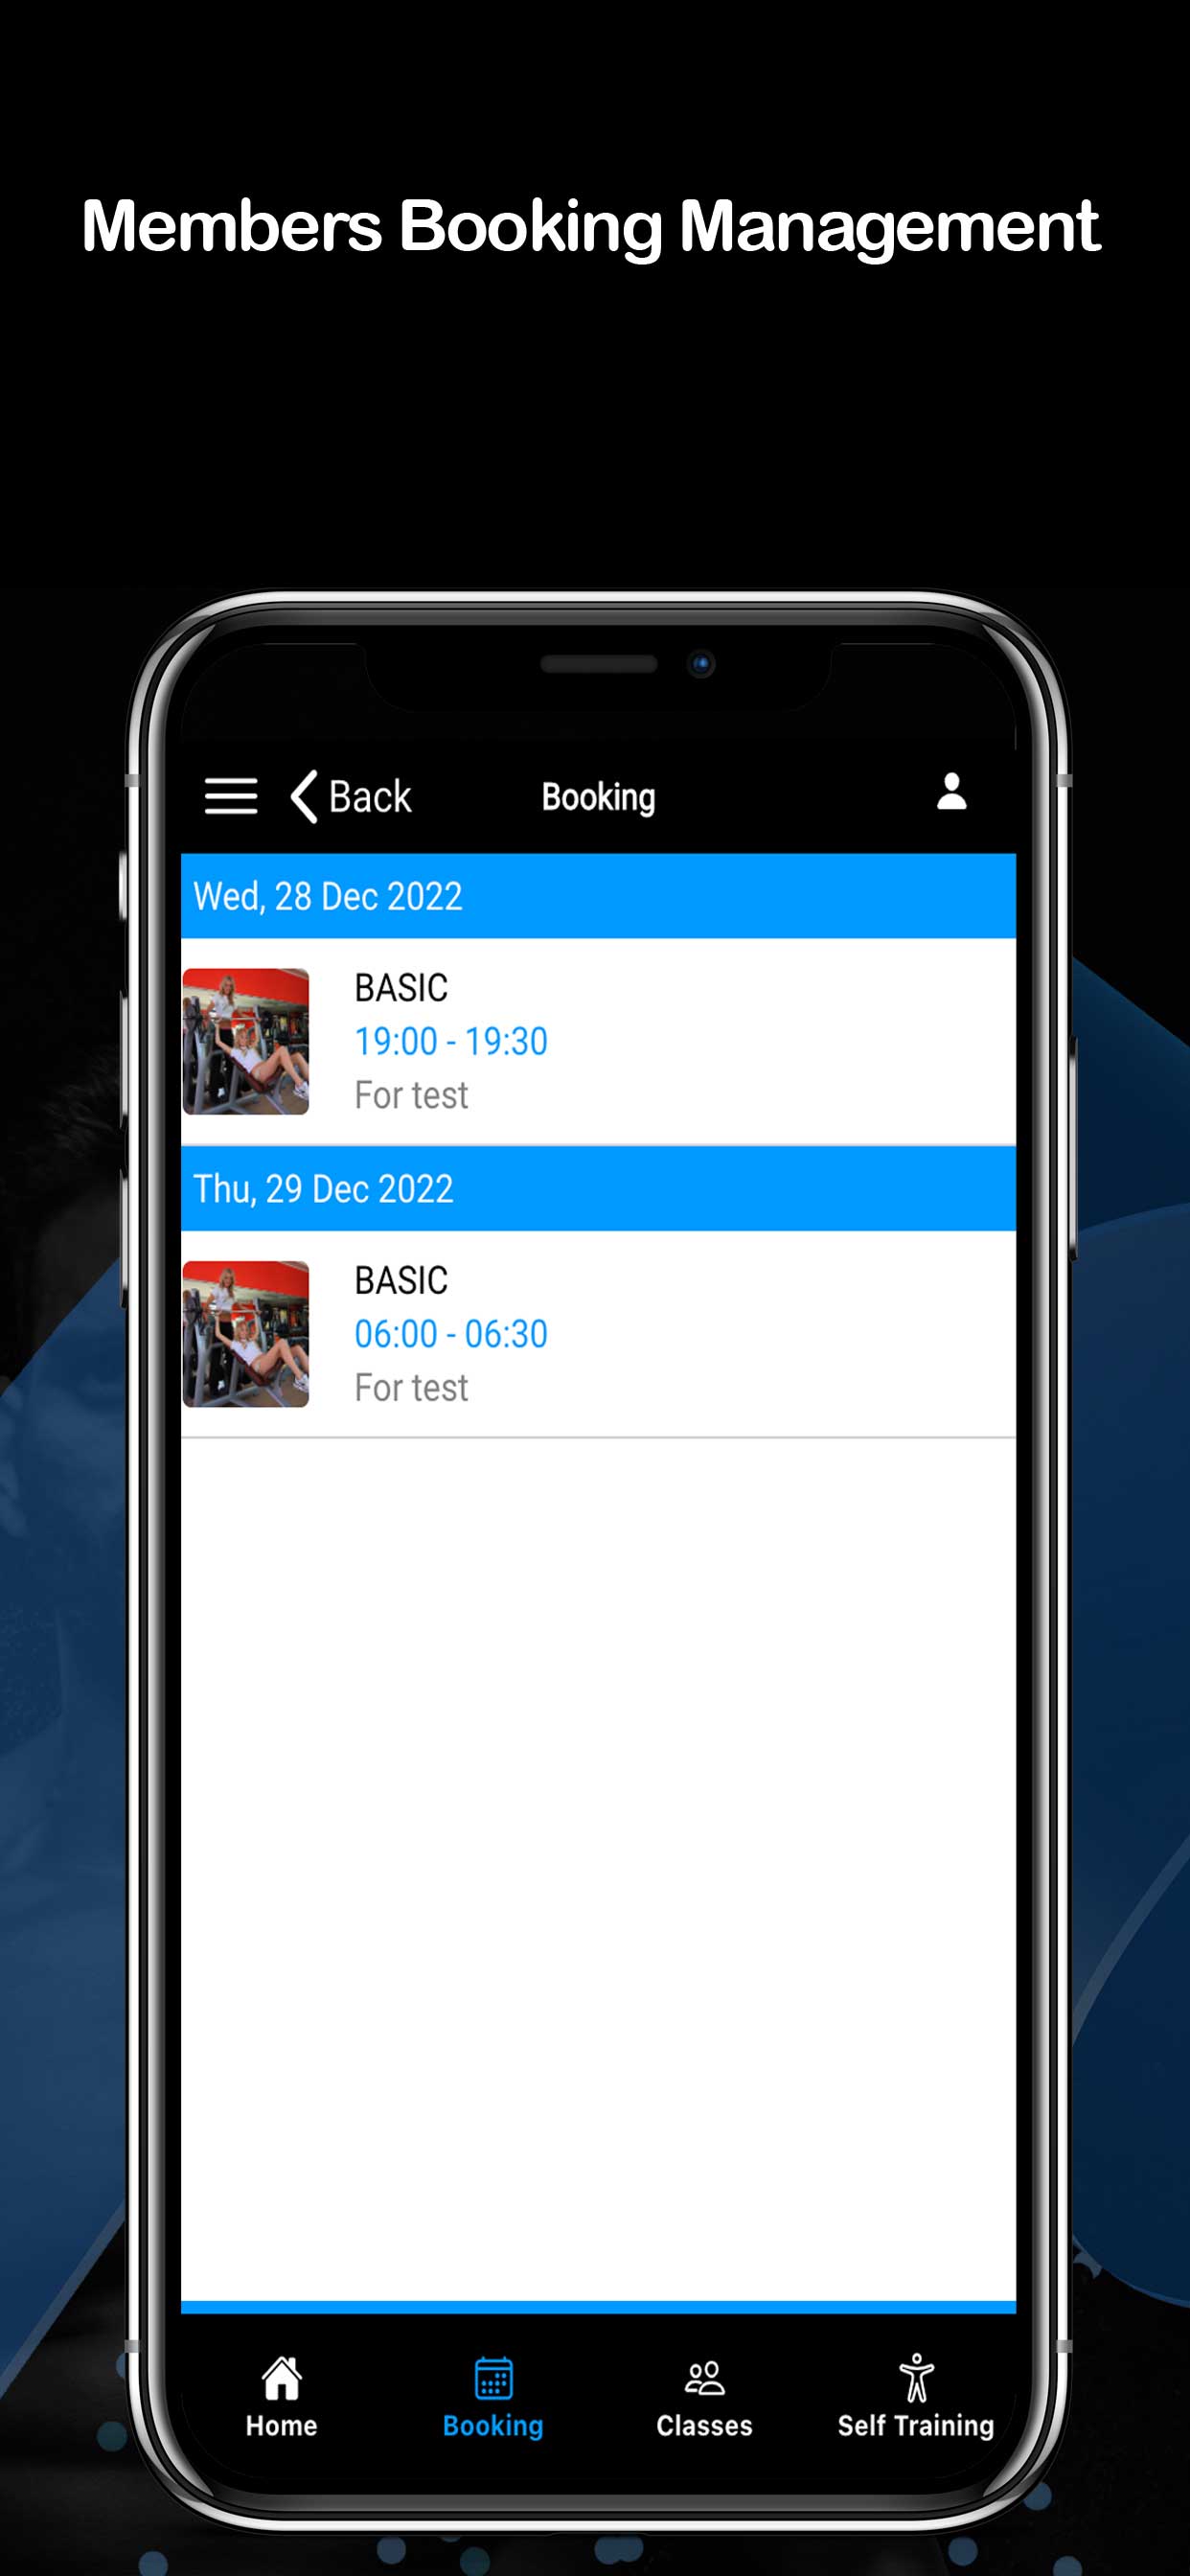 Members Booking Management
Back
Booking
Wed, 28 Dec 2022
BASIC
19:00 - 19:30
For test
Thu, 29 Dec 2022
BASIC
06:00 - 06:30
For test
Home
Booking
Classes
Self Training